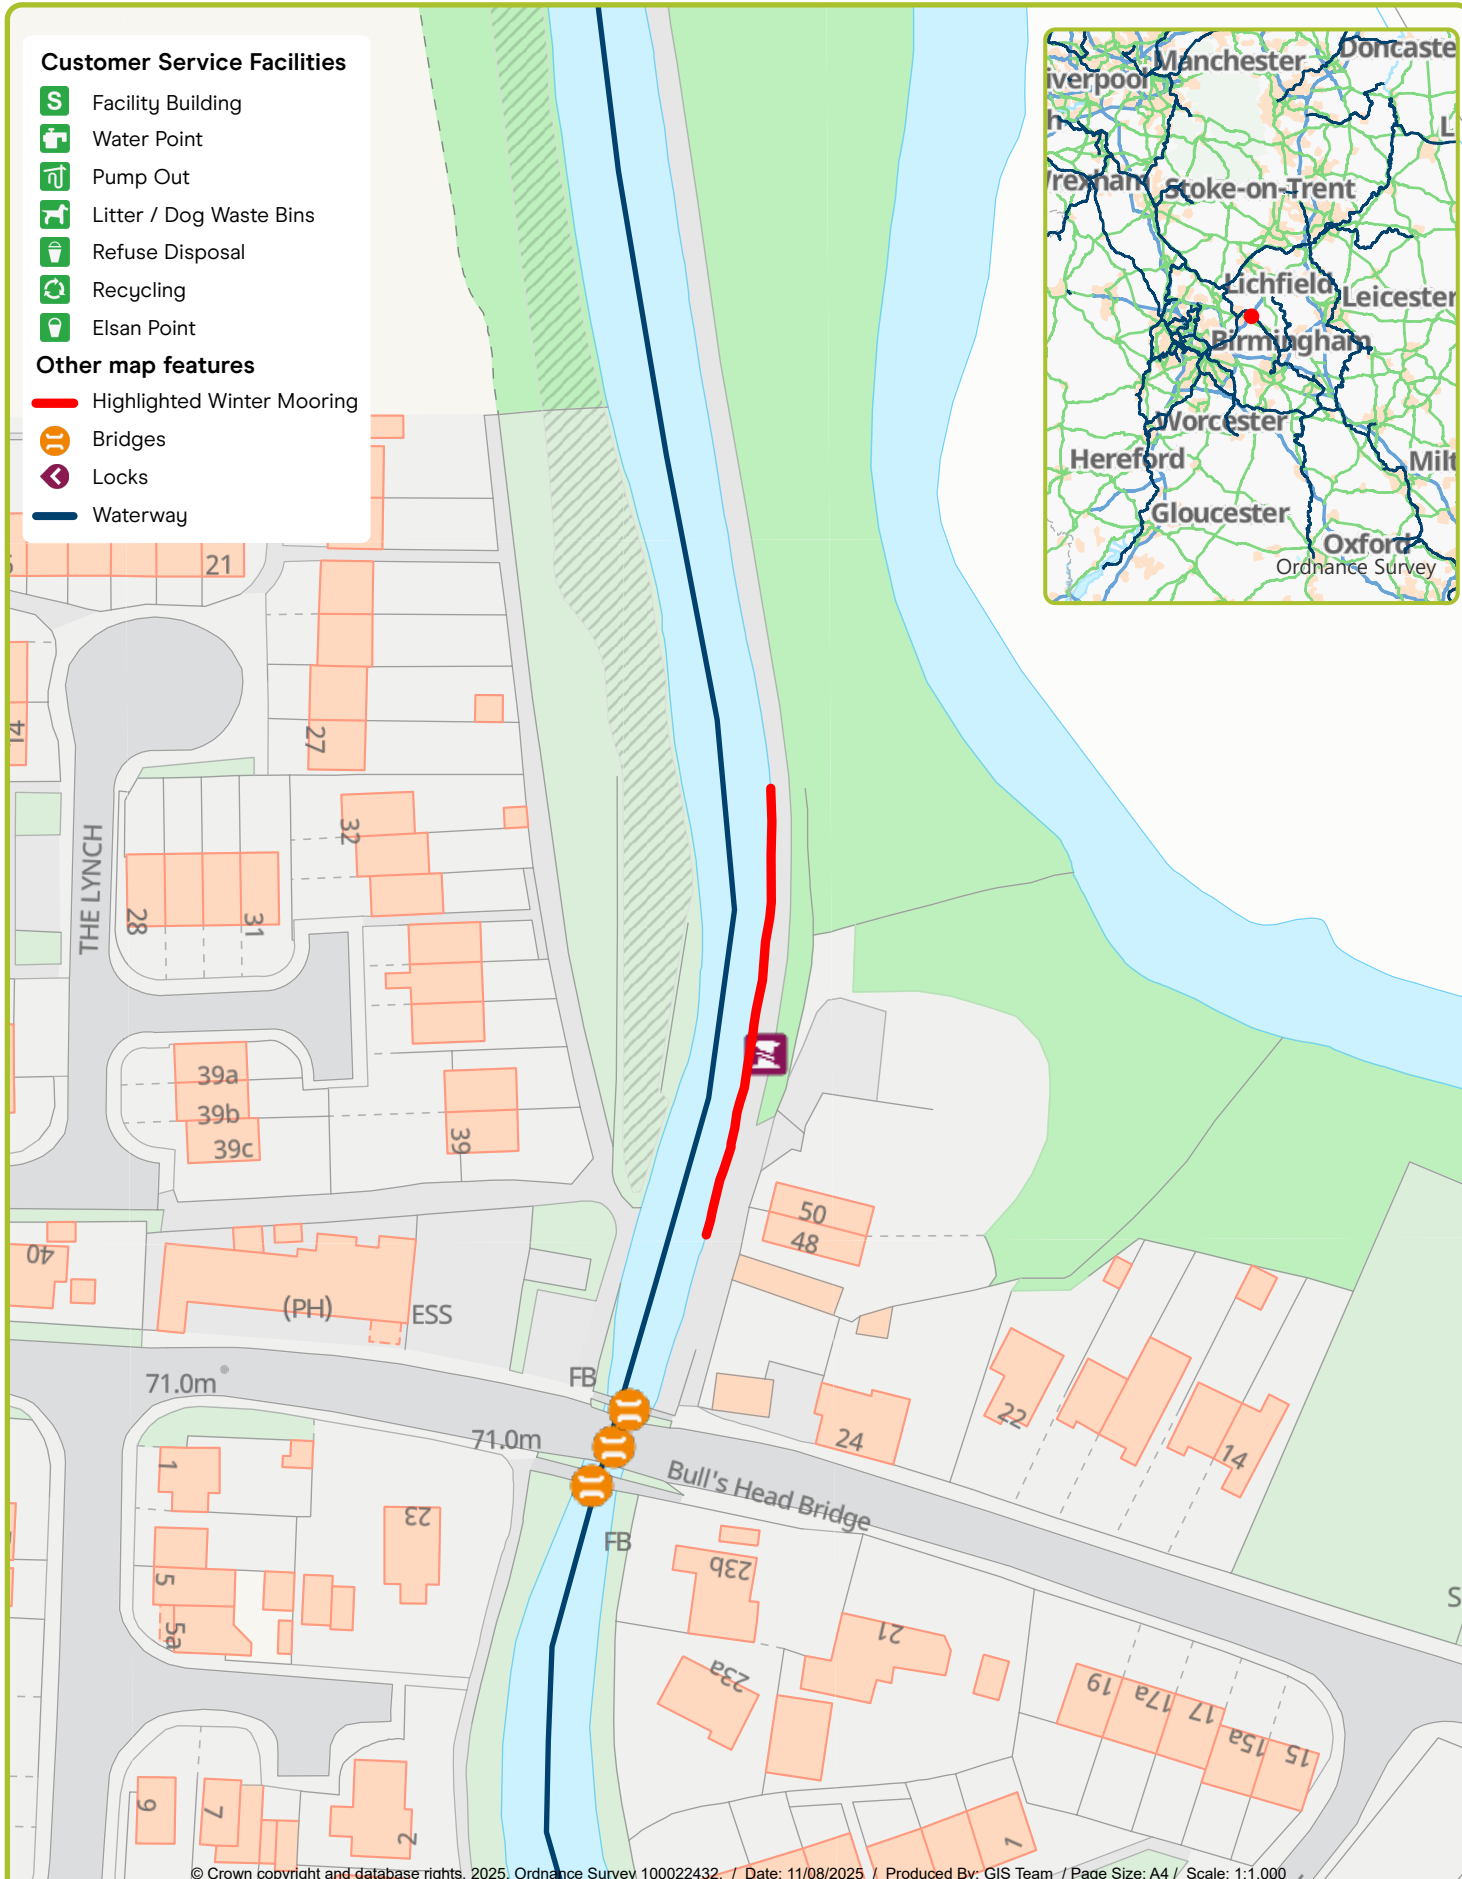 Customer Service Facilities
S Facility Building
Water Point
Pump Out
Litter / Dog Waste Bins
Refuse Disposal
Recycling
Elsan Point
Other map features
Highlighted Winter Mooring
Bridges
Locks
Waterway
Doncaste
Manchester
iverpool
Wrexham
Stoke-on-Trent
Lichfield
Leicester
Birmingham
Worcester
Hereford
Milt
Gloucester
Oxford
Ordnance Survey
21
27
32
THE LYNCH
28
31
39a
39b
39c
39
40
50
48
(PH)
ESS
FB
71.0m
71.0m
24
22
14
Bull's Head Bridge
FB
1
23
23b
5
5a
21
23a
19
17a
17
15a
15
9
7
2
1
© Crown copyright and database rights, 2025, Ordnance Survey 100022432. / Date: 11/08/2025 / Produced By: GIS Team / Page Size: A4 / Scale: 1:1,000